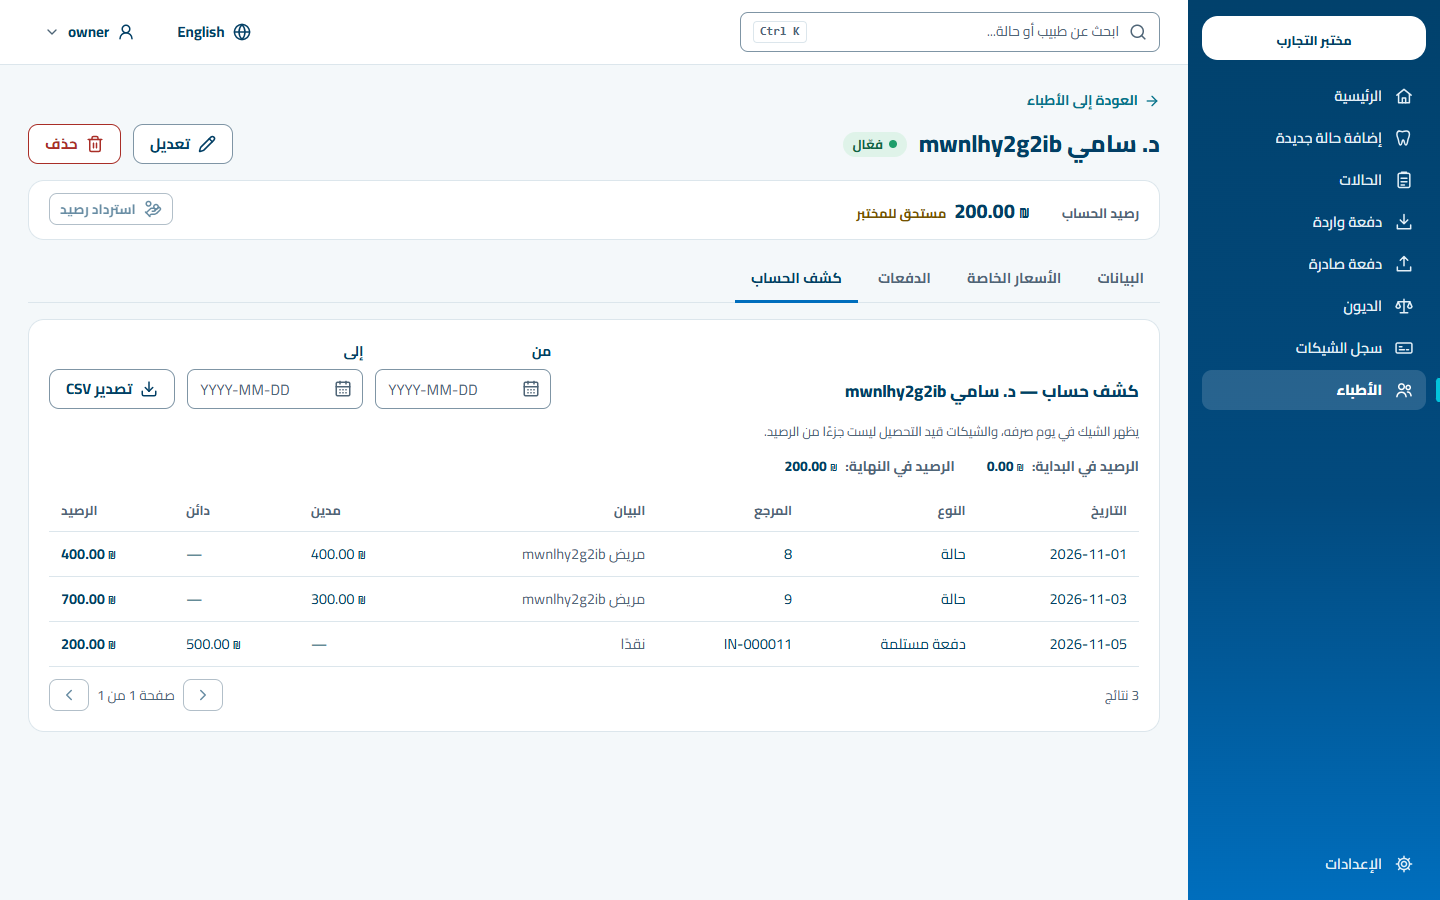 مختبر التجارب
الرئيسية
إضافة حالة جديدة
الحالات
دفعة واردة
دفعة صادرة
الديون
سجل الشيكات
الأطباء
الإعدادات
ابحث عن طبيب أو حالة... Ctrl K
English
owner
العودة إلى الأطباء
د. سامي mwnlhy2g2ib فعّال
تعديل
حذف
رصيد الحساب ₪ 200.00 مستحق للمختبر
استرداد رصيد
البيانات الأسعار الخاصة الدفعات كشف الحساب
من إلى
كشف حساب — د. سامي mwnlhy2g2ib YYYY-MM-DD YYYY-MM-DD تصدير CSV
يظهر الشيك في يوم صرفه، والشيكات قيد التحصيل ليست جزءًا من الرصيد.
الرصيد في البداية: ₪ 0.00 الرصيد في النهاية: ₪ 200.00
التاريخ النوع المرجع البيان مدين دائن الرصيد
2026-11-01 حالة 8 مريض mwnlhy2g2ib 400.00 ₪ — 400.00 ₪
2026-11-03 حالة 9 مريض mwnlhy2g2ib 300.00 ₪ — 700.00 ₪
2026-11-05 دفعة مستلمة IN-000011 نقدًا — 500.00 ₪ 200.00 ₪
3 نتائج صفحة 1 من 1